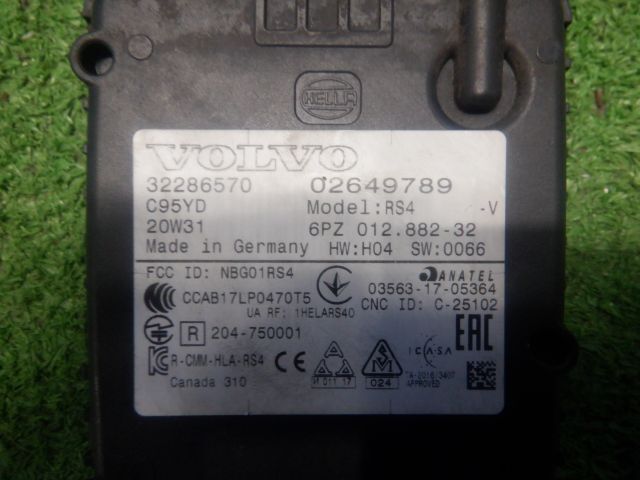 HELLA
VOLVO
32286570 02649789
C95YD Model:RS4 -V
20W31 6PZ 012.882-32
Made in Germany HW:H04 SW:0066
FCC ID: NBG01RS4 ANATEL
CCAB17LP0470T5 03563-17-05364
UA RF: 1HELARS40 CNC ID: C-25102
R 204-750001 EAC
R-CMM-HLA-RS4 CE ICASA
Canada 310 024 APPROVED